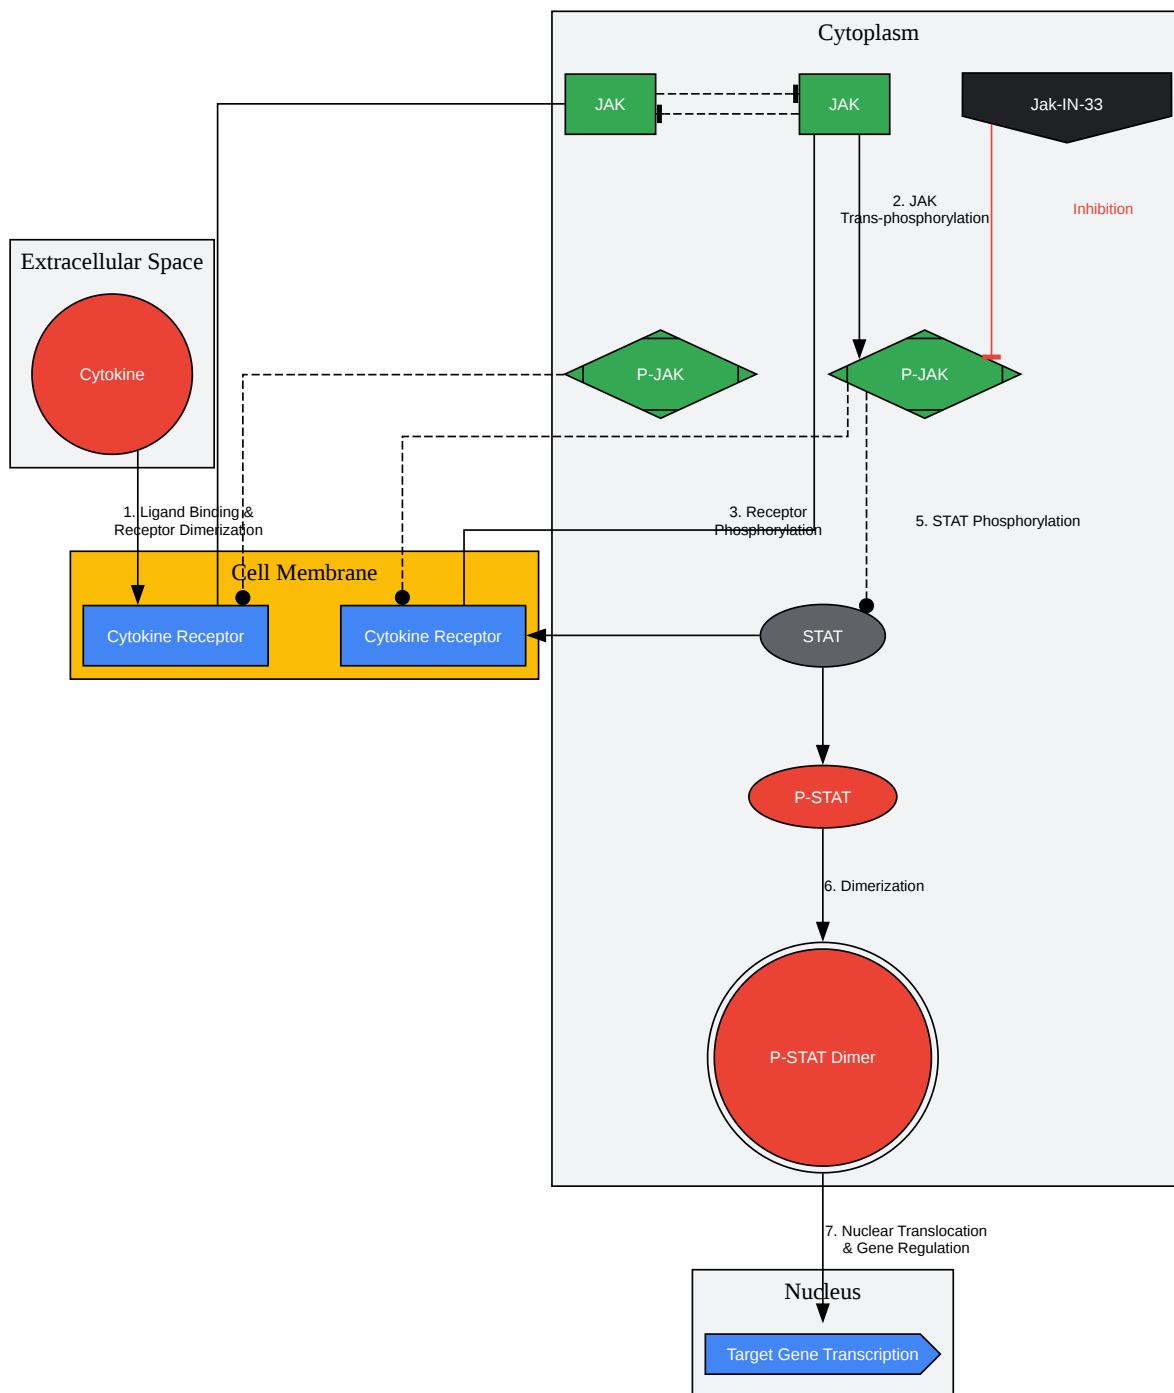 Cytoplasm
JAK
JAK
Jak-IN-33
2. JAK
Trans-phosphorylation
Inhibition
Extracellular Space
Cytokine
P-JAK
P-JAK
1. Ligand Binding &
Receptor Dimerization
3. Receptor
Phosphorylation
5. STAT Phosphorylation
Cell Membrane
Cytokine Receptor
Cytokine Receptor
STAT
P-STAT
6. Dimerization
P-STAT Dimer
7. Nuclear Translocation
& Gene Regulation
Nucleus
Target Gene Transcription